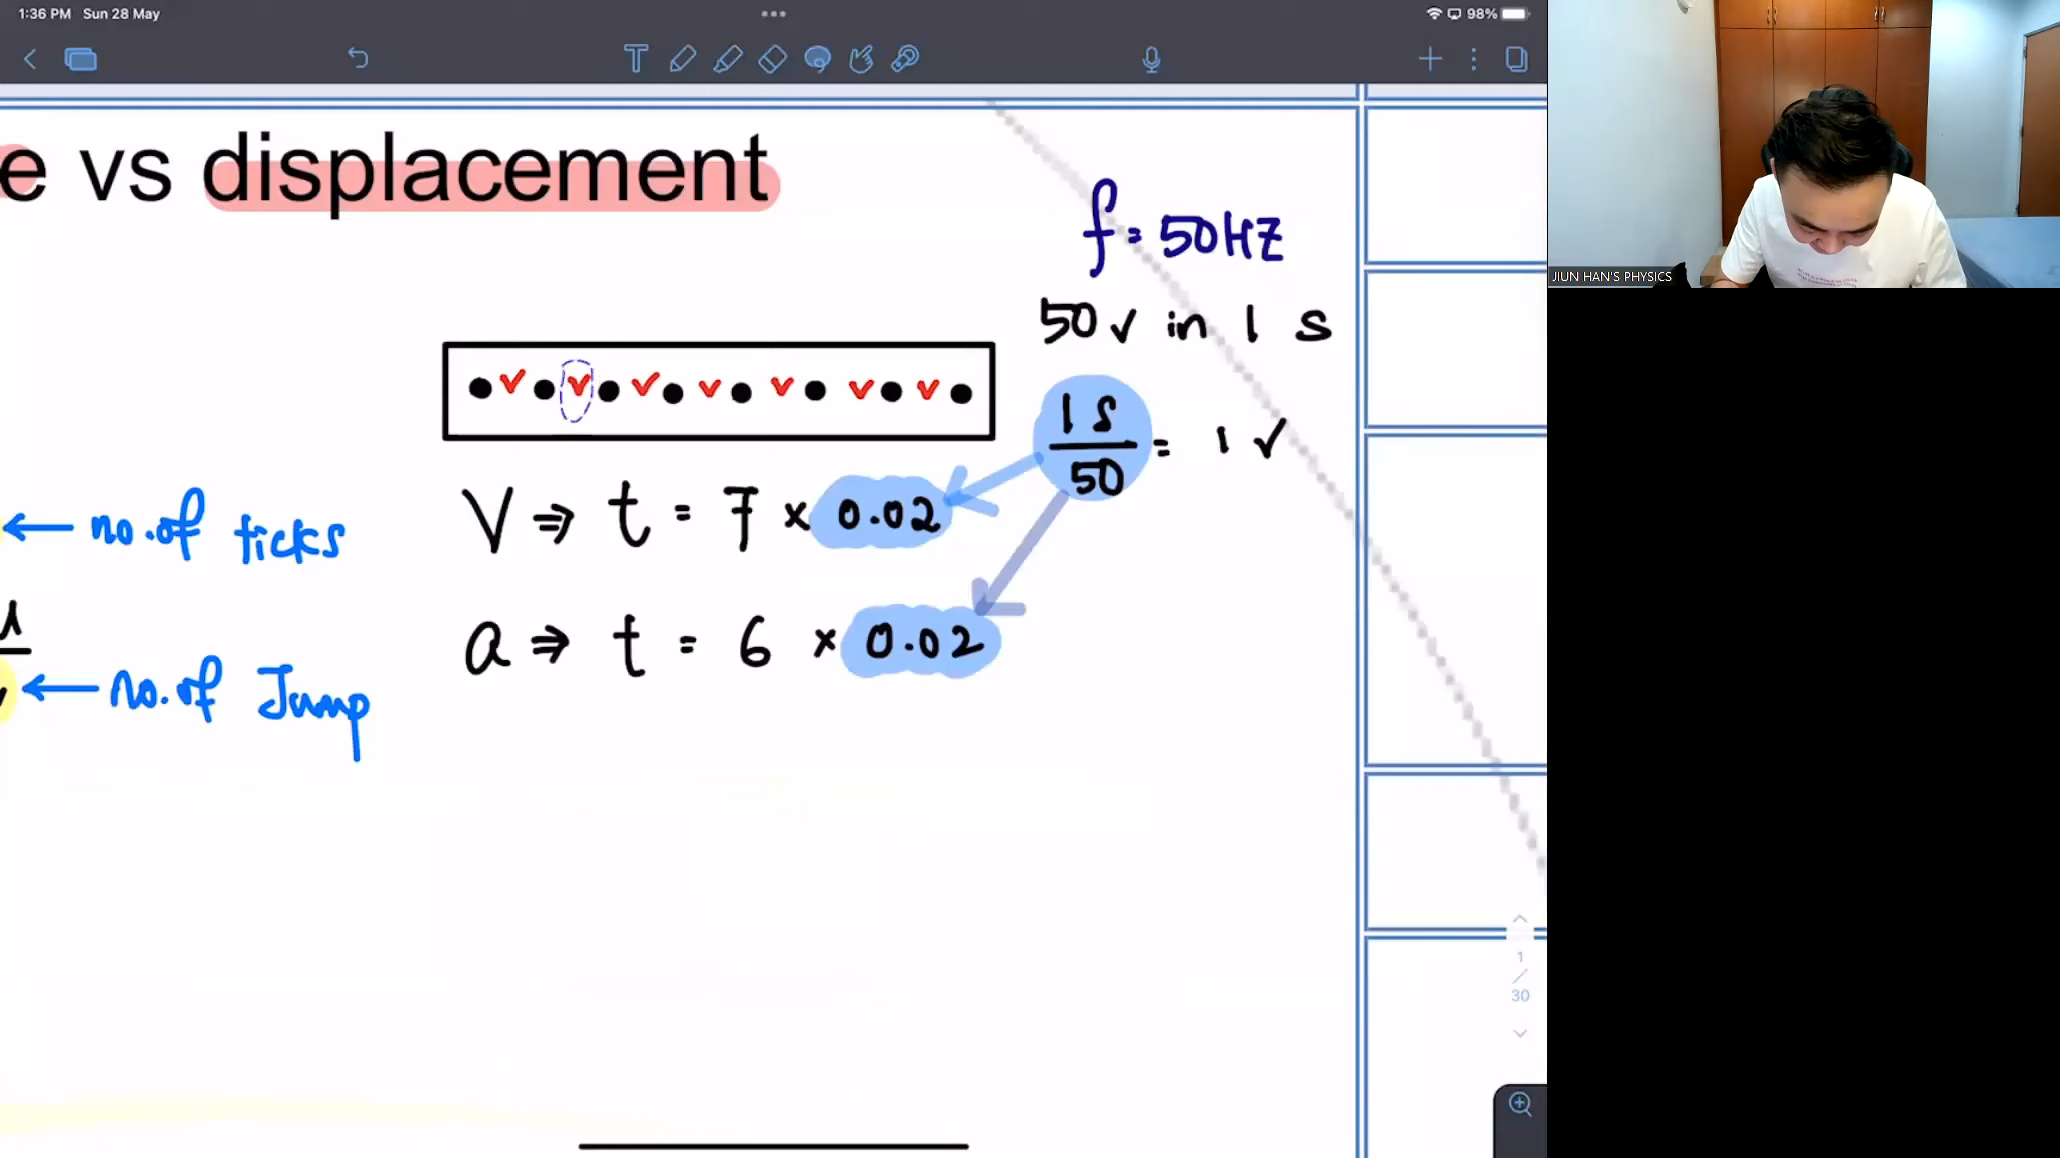 1:36 PM Sun 28 May
98%
JIUN HAN'S PHYSICS
e vs displacement
f = 50HZ
50 ✓ in 1 s
1 s
50
= 1 ✓
← no. of ticks
V ⇒ t = 7 × 0.02
a ⇒ t = 6 × 0.02
← no. of Jump
1
/
30